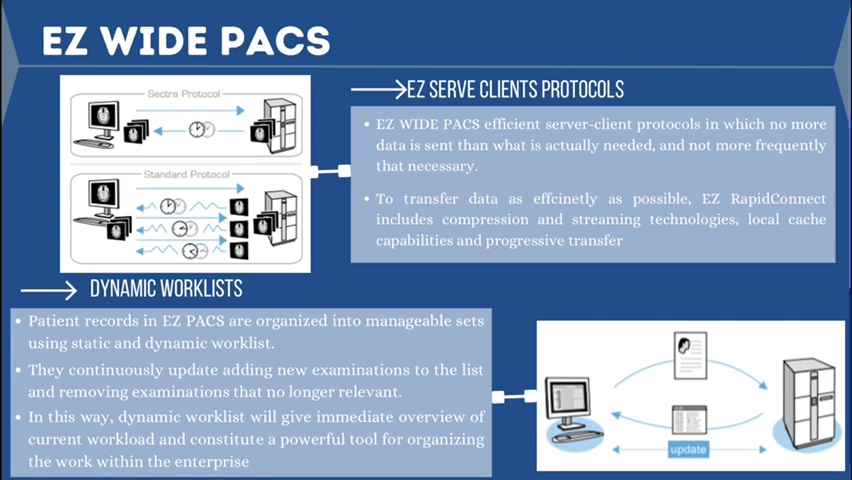 EZ WIDE PACS
Sectra Protocol
Standard Protocol
EZ SERVE CLIENTS PROTOCOLS
• EZ WIDE PACS efficient server-client protocols in which no more
data is sent than what is actually needed, and not more frequently
that necessary.
• To transfer data as effcinetly as possible, EZ RapidConnect
includes compression and streaming technologies, local cache
capabilities and progressive transfer
DYNAMIC WORKLISTS
• Patient records in EZ PACS are organized into manageable sets
using static and dynamic worklist.
• They continuously update adding new examinations to the list
and removing examinations that no longer relevant.
• In this way, dynamic worklist will give immediate overview of
current workload and constitute a powerful tool for organizing
the work within the enterprise
update